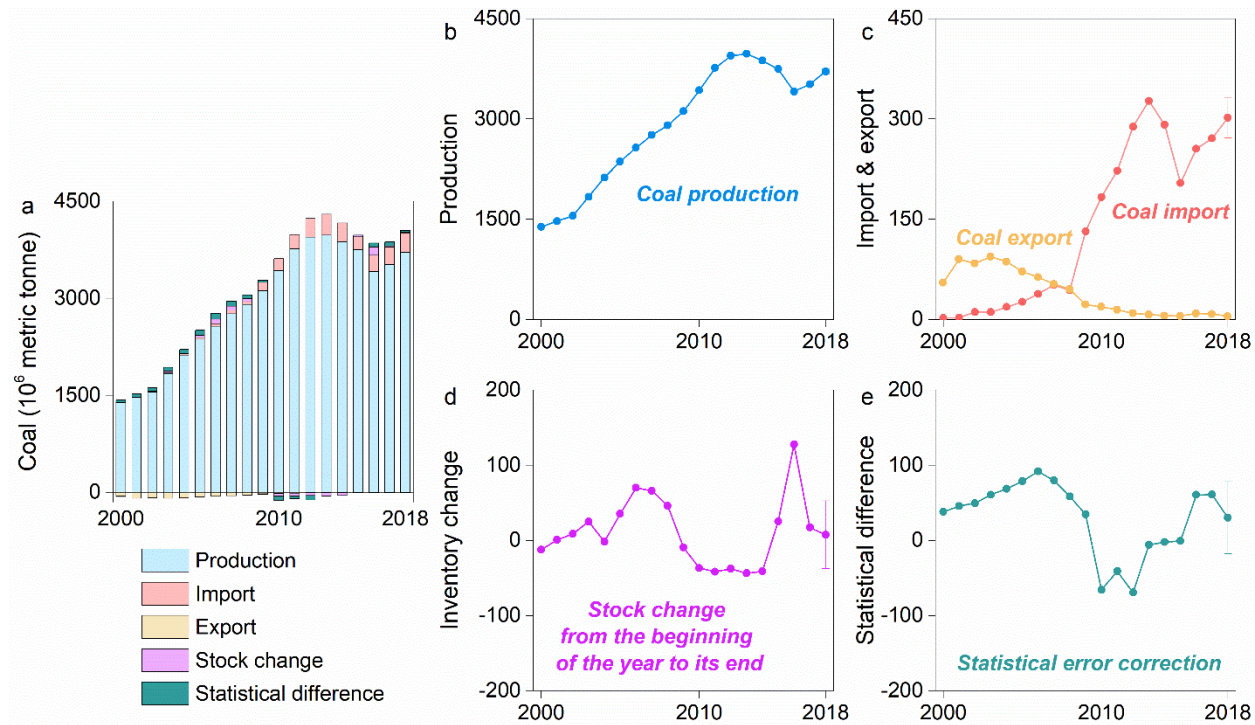 a
Coal (10⁶ metric tonne)
4500
3000
1500
0
2000
2010
2018
Production
Import
Export
Stock change
Statistical difference
b
Production
4500
3000
1500
0
Coal production
2000
2010
2018
c
Import & export
450
300
150
0
Coal import
Coal export
2000
2010
2018
d
Inventory change
200
100
0
-100
-200
Stock change
from the beginning
of the year to its end
2000
2010
2018
e
Statistical difference
200
100
0
-100
-200
Statistical error correction
2000
2010
2018